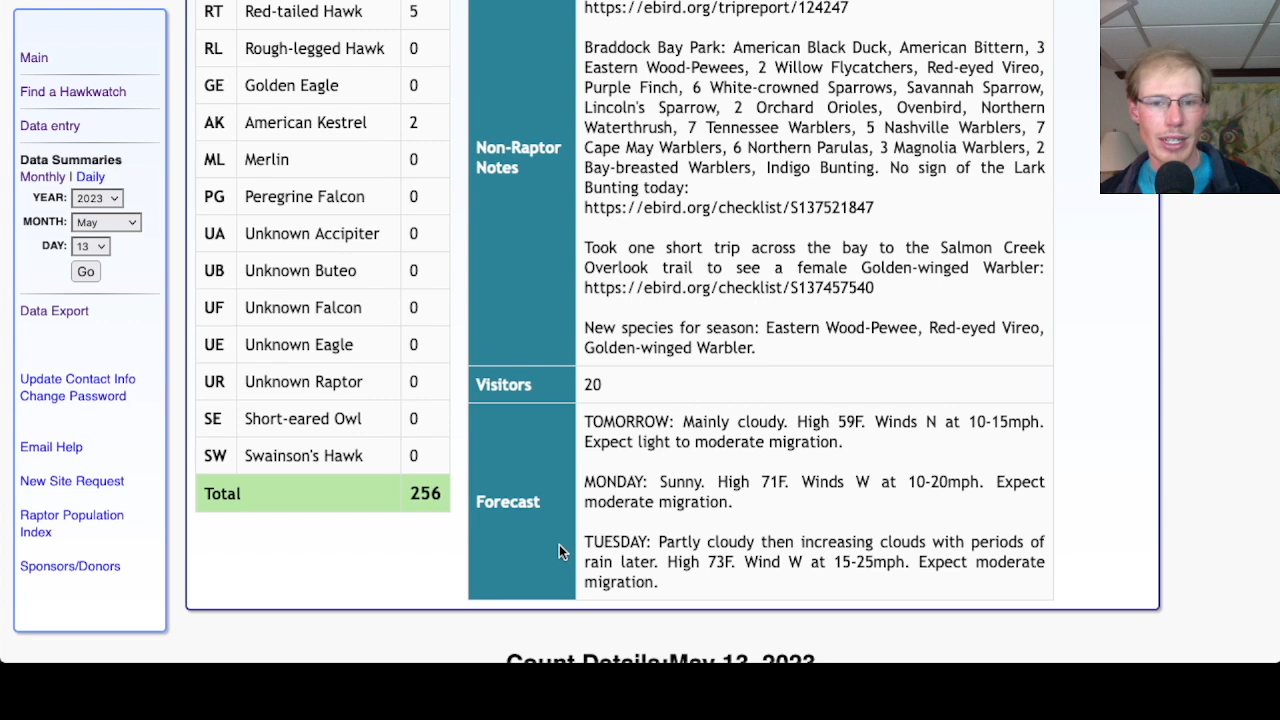 Main
Find a Hawkwatch
Data entry
Data Summaries
Monthly | Daily
YEAR: 2023
MONTH: May
DAY: 13
Go
Data Export
Update Contact Info
Change Password
Email Help
New Site Request
Raptor Population
Index
Sponsors/Donors
RT Red-tailed Hawk 5
RL Rough-legged Hawk 0
GE Golden Eagle 0
AK American Kestrel 2
ML Merlin 0
PG Peregrine Falcon 0
UA Unknown Accipiter 0
UB Unknown Buteo 0
UF Unknown Falcon 0
UE Unknown Eagle 0
UR Unknown Raptor 0
SE Short-eared Owl 0
SW Swainson's Hawk 0
Total 256
Non-Raptor
Notes
https://ebird.org/tripreport/124247
Braddock Bay Park: American Black Duck, American Bittern, 3
Eastern Wood-Pewees, 2 Willow Flycatchers, Red-eyed Vireo,
Purple Finch, 6 White-crowned Sparrows, Savannah Sparrow,
Lincoln's Sparrow, 2 Orchard Orioles, Ovenbird, Northern
Waterthrush, 7 Tennessee Warblers, 5 Nashville Warblers, 7
Cape May Warblers, 6 Northern Parulas, 3 Magnolia Warblers, 2
Bay-breasted Warblers, Indigo Bunting. No sign of the Lark
Bunting today:
https://ebird.org/checklist/S137521847
Took one short trip across the bay to the Salmon Creek
Overlook trail to see a female Golden-winged Warbler:
https://ebird.org/checklist/S137457540
New species for season: Eastern Wood-Pewee, Red-eyed Vireo,
Golden-winged Warbler.
Visitors 20
Forecast
TOMORROW: Mainly cloudy. High 59F. Winds N at 10-15mph.
Expect light to moderate migration.
MONDAY: Sunny. High 71F. Winds W at 10-20mph. Expect
moderate migration.
TUESDAY: Partly cloudy then increasing clouds with periods of
rain later. High 73F. Wind W at 15-25mph. Expect moderate
migration.
Count Details:May 13, 2023